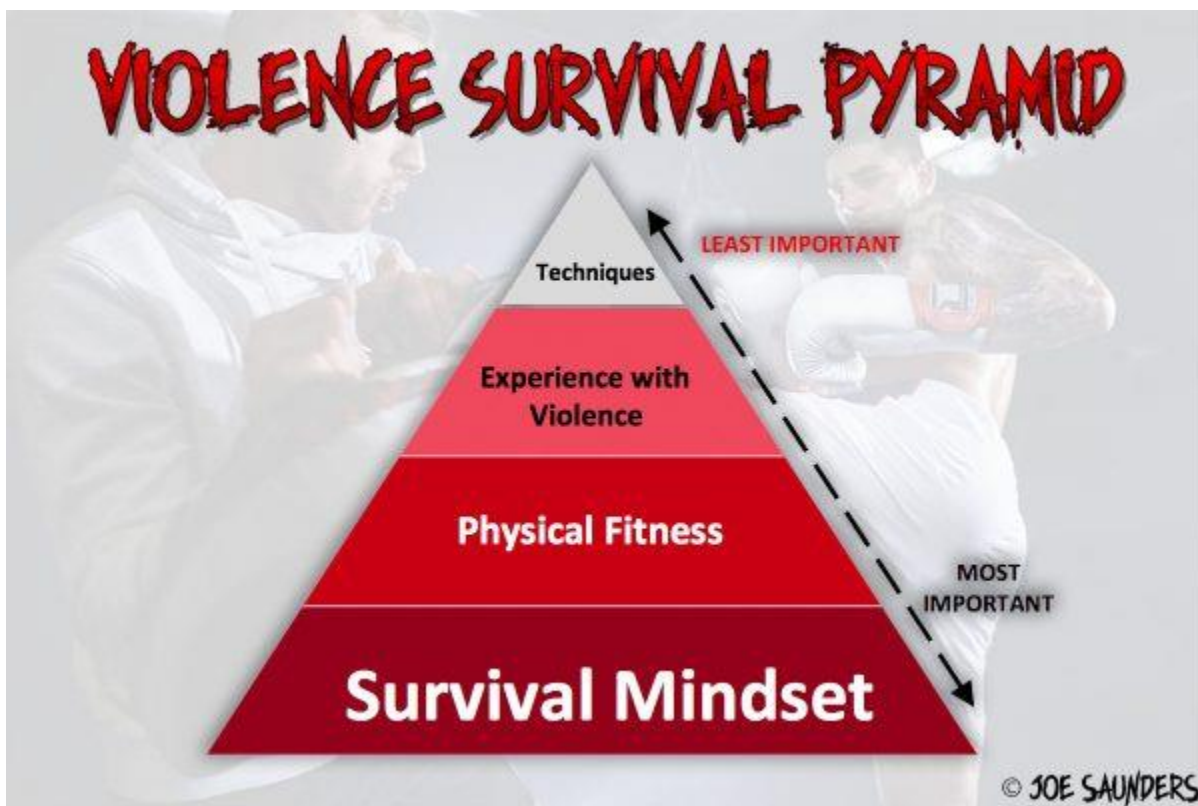 VIOLENCE SURVIVAL PYRAMID
LEAST IMPORTANT
Techniques
Experience with
Violence
Physical Fitness
MOST
IMPORTANT
Survival Mindset
© JOE SAUNDERS